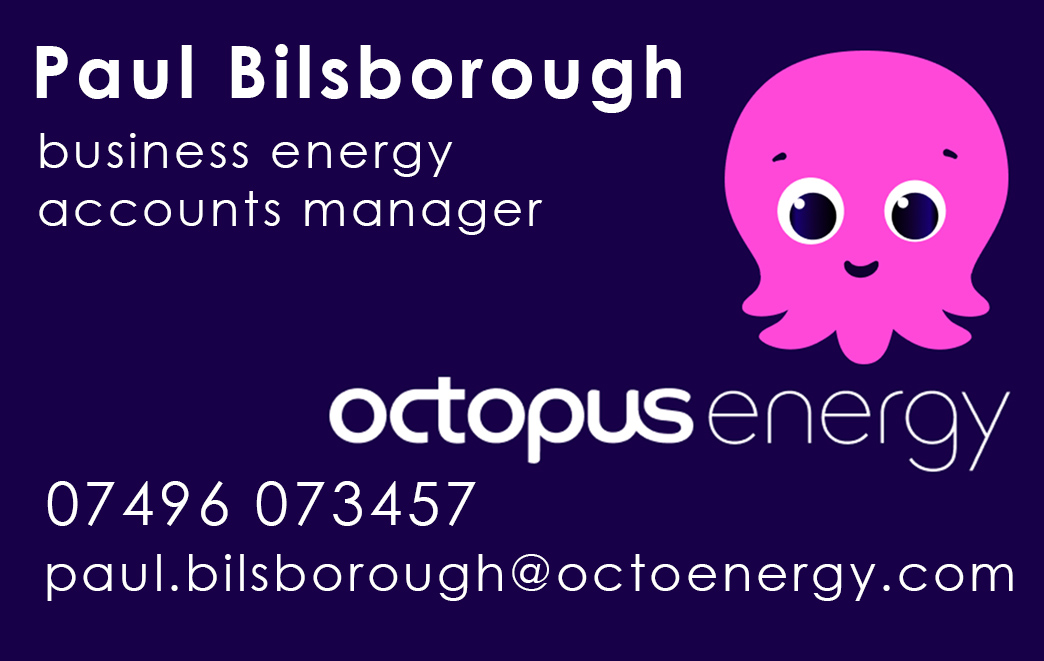 Paul Bilsborough
business energy
accounts manager
octopus energy
07496 073457
paul.bilsborough@octoenergy.com